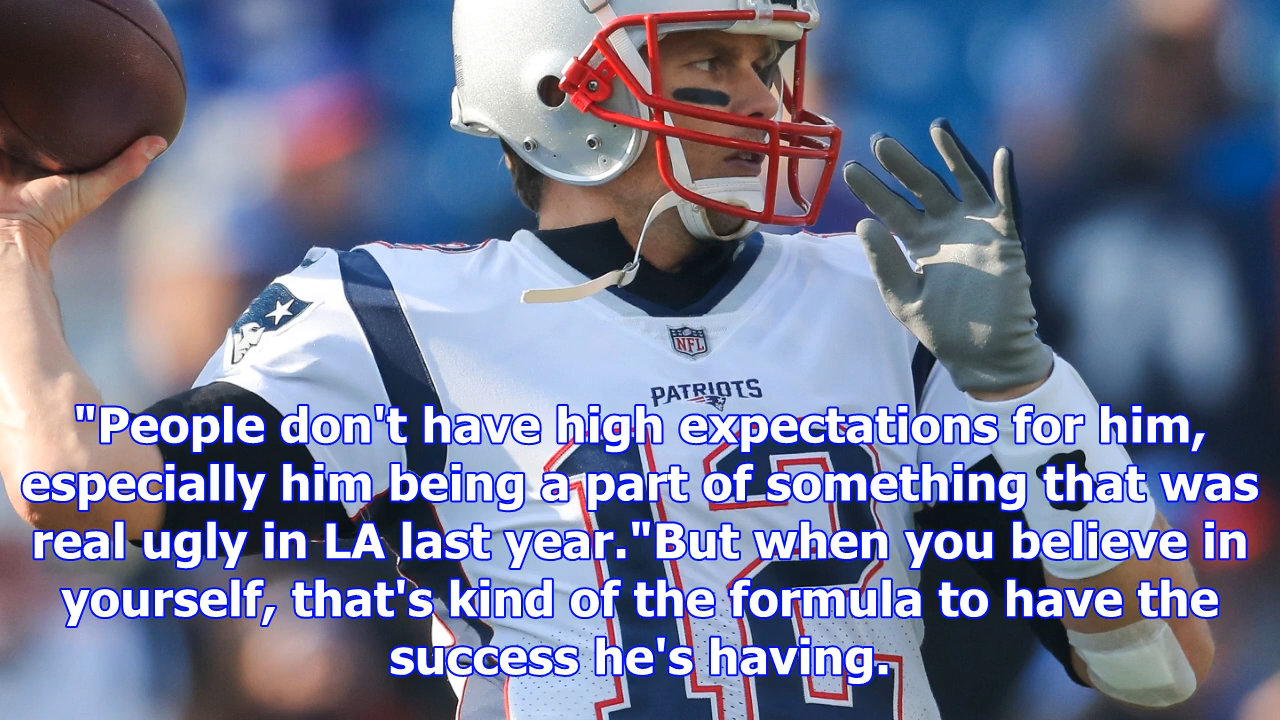 NFL
PATRIOTS
12
"People don't have high expectations for him,
especially him being a part of something that was
real ugly in LA last year."But when you believe in
yourself, that's kind of the formula to have the
success he's having.